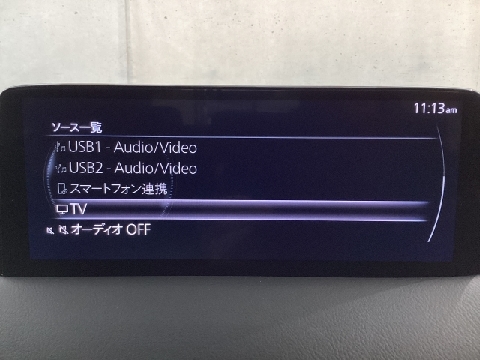 11:13am
ソース一覧
USB1 - Audio/Video
USB2 - Audio/Video
スマートフォン連携
TV
オーディオ OFF